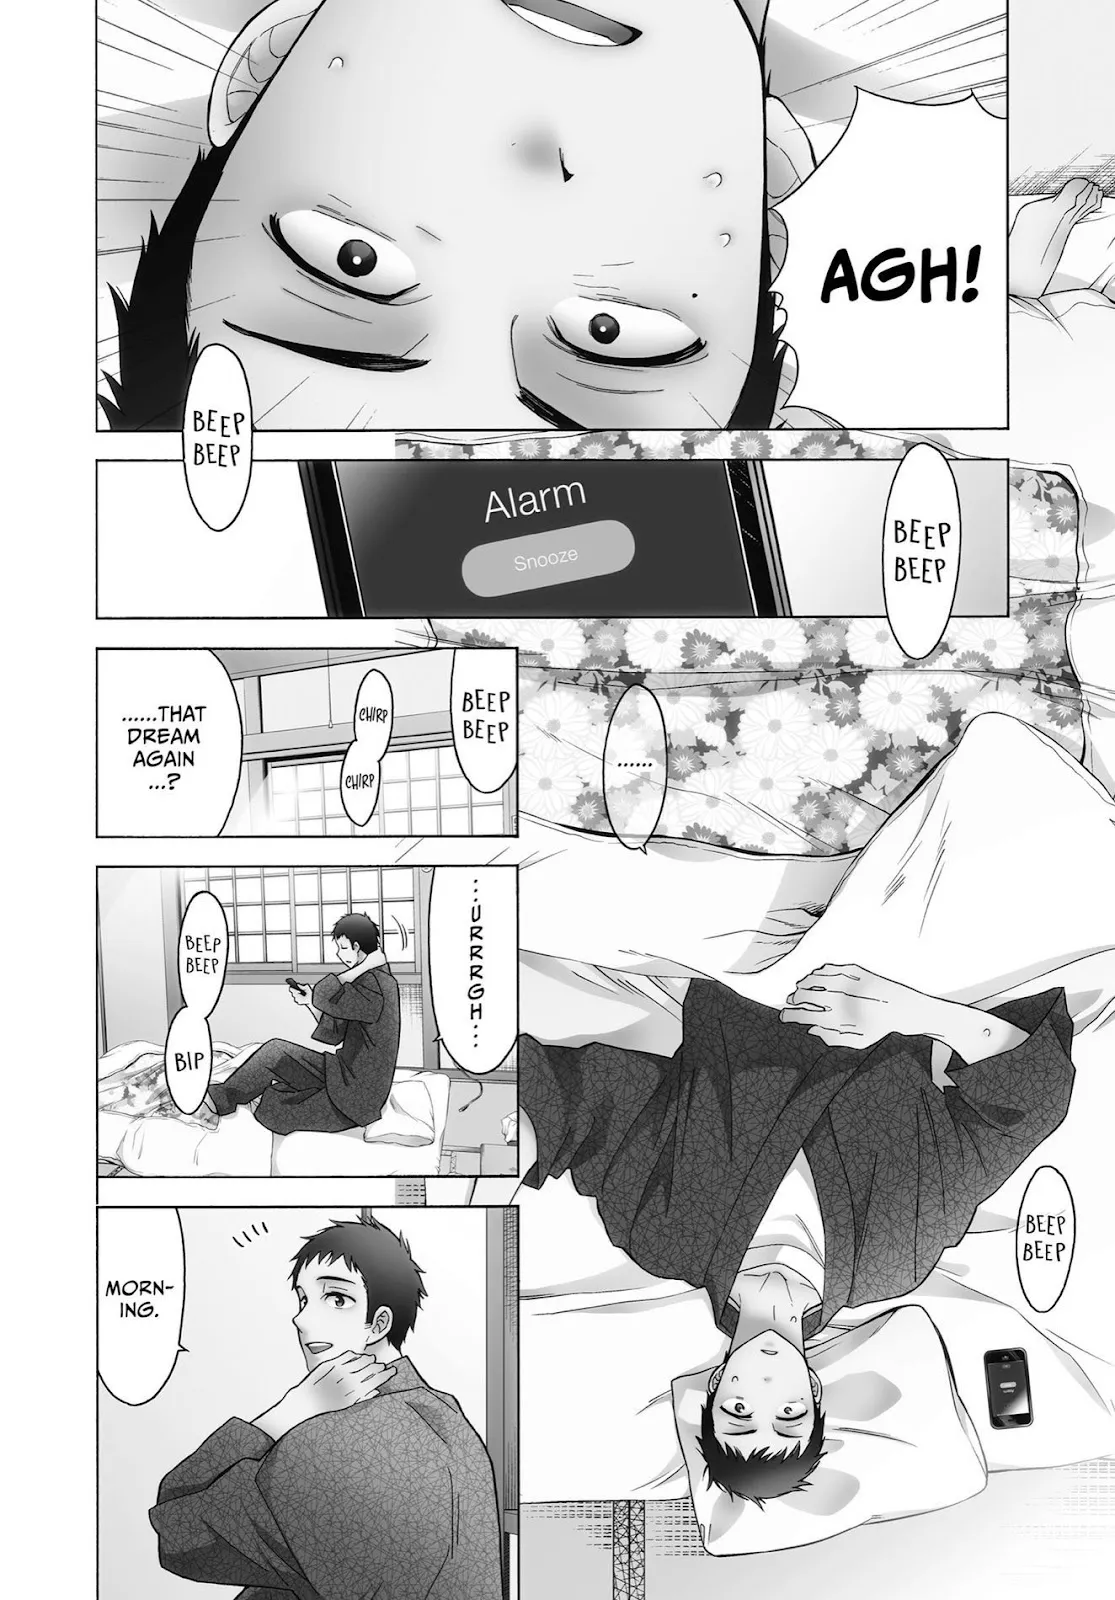 AGH!
BEEP
BEEP
Alarm
Snooze
BEEP
BEEP
......
BEEP
BEEP
BEEP
BEEP
CHIRP
CHIRP
......THAT
DREAM
AGAIN
...?
...URRRGH...
BEEP
BEEP
BIP
MORN-
ING.